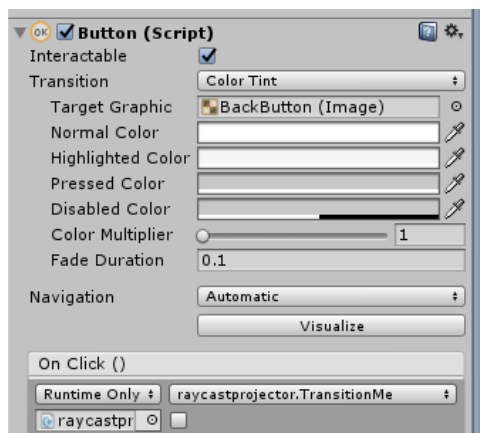 OK Button (Script)
Interactable
Transition Color Tint
Target Graphic BackButton (Image)
Normal Color
Highlighted Color
Pressed Color
Disabled Color
Color Multiplier 1
Fade Duration 0.1
Navigation Automatic
Visualize
On Click ()
Runtime Only raycastprojector.TransitionMe
raycastpr